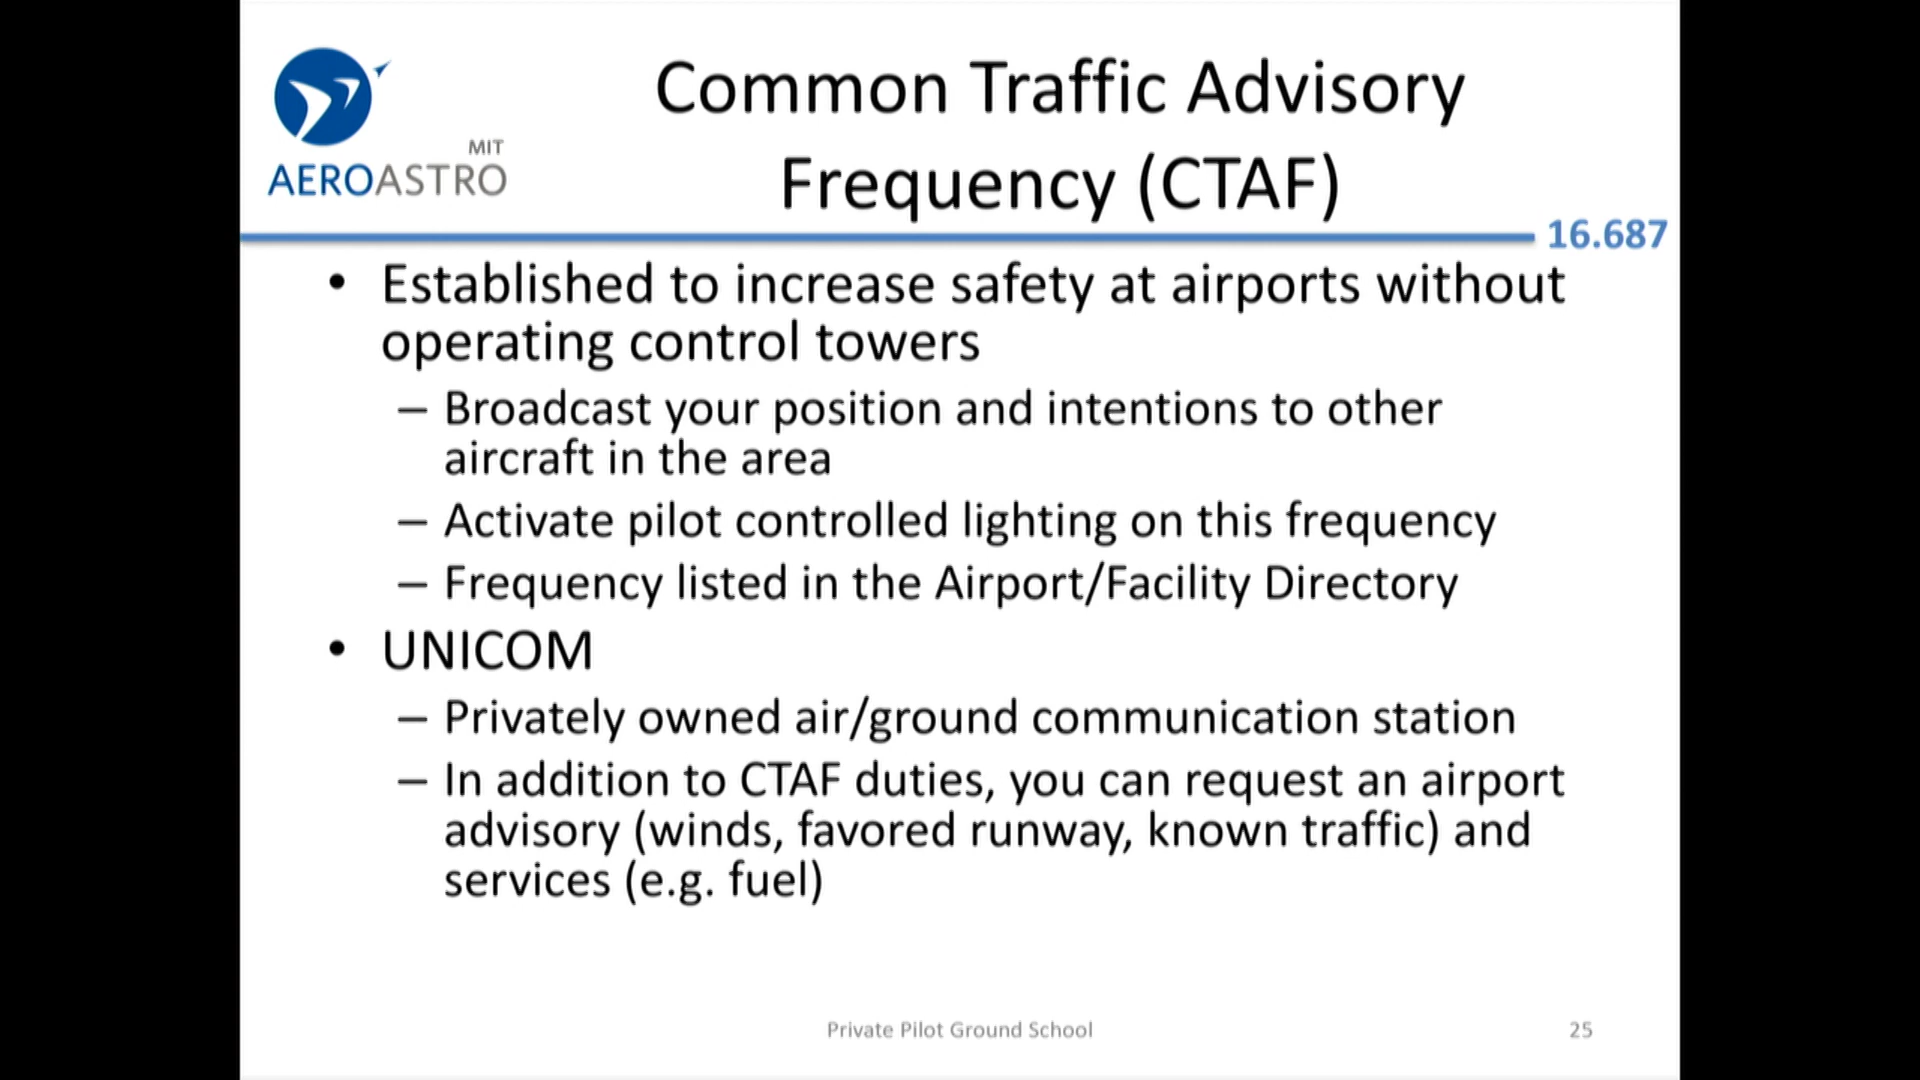 MIT
AEROASTRO
Common Traffic Advisory
Frequency (CTAF)
16.687
• Established to increase safety at airports without
operating control towers
– Broadcast your position and intentions to other
aircraft in the area
– Activate pilot controlled lighting on this frequency
– Frequency listed in the Airport/Facility Directory
• UNICOM
– Privately owned air/ground communication station
– In addition to CTAF duties, you can request an airport
advisory (winds, favored runway, known traffic) and
services (e.g. fuel)
Private Pilot Ground School
25